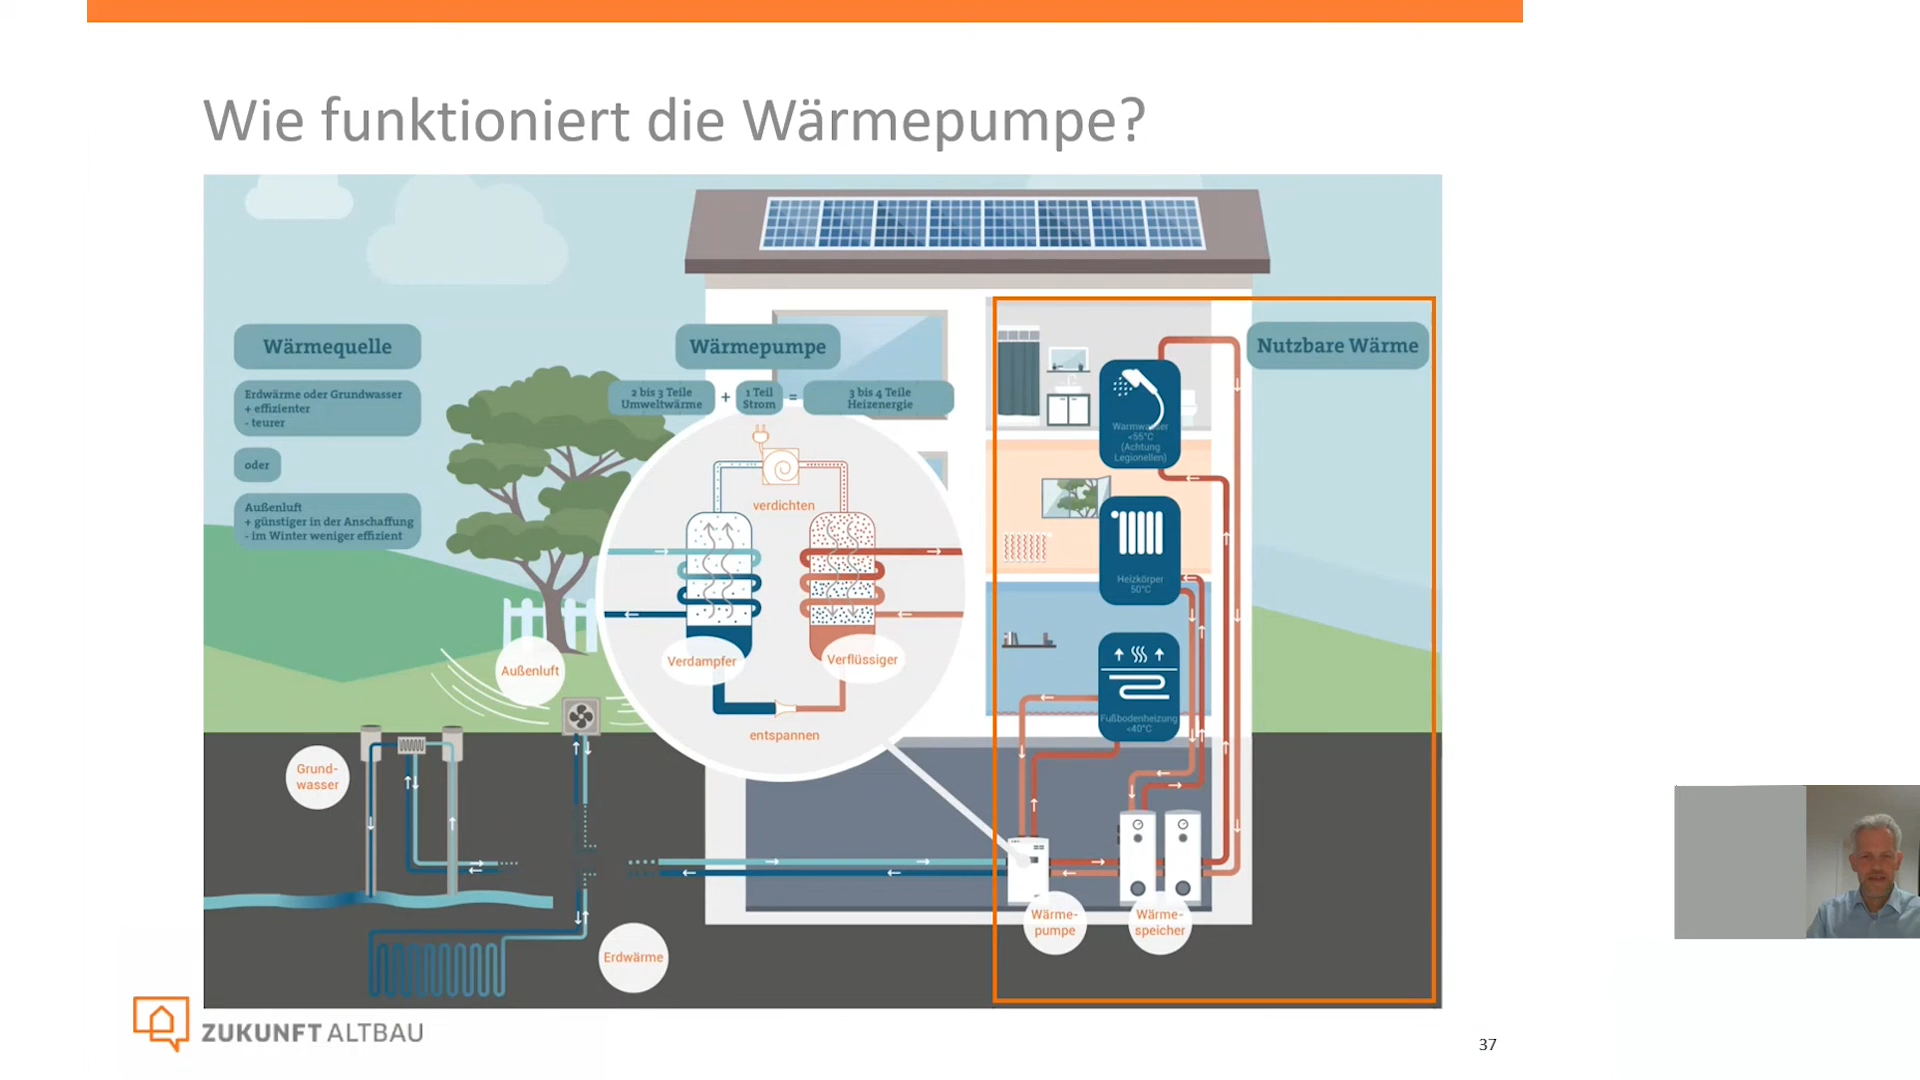 Wie funktioniert die Wärmepumpe?
Wärmequelle
Erdwärme oder Grundwasser
+ effizienter
- teurer
oder
Außenluft
+ günstiger in der Anschaffung
- im Winter weniger effizient
Wärmepumpe
2 bis 3 Teile
Umweltwärme
+
1 Teil
Strom
=
3 bis 4 Teile
Heizenergie
verdichten
Verdampfer
Verflüssiger
entspannen
Nutzbare Wärme
Warmwasser
<55°C
(Achtung
Legionellen)
Heizkörper
50°C
Fußbodenheizung
<40°C
Außenluft
Grund-
wasser
Erdwärme
Wärme-
pumpe
Wärme-
speicher
ZUKUNFT ALTBAU
37